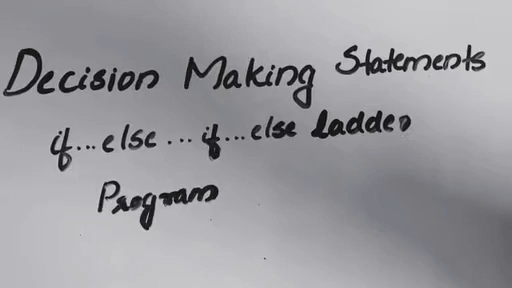 Decision Making Statements
if...else...if...else ladder
Program